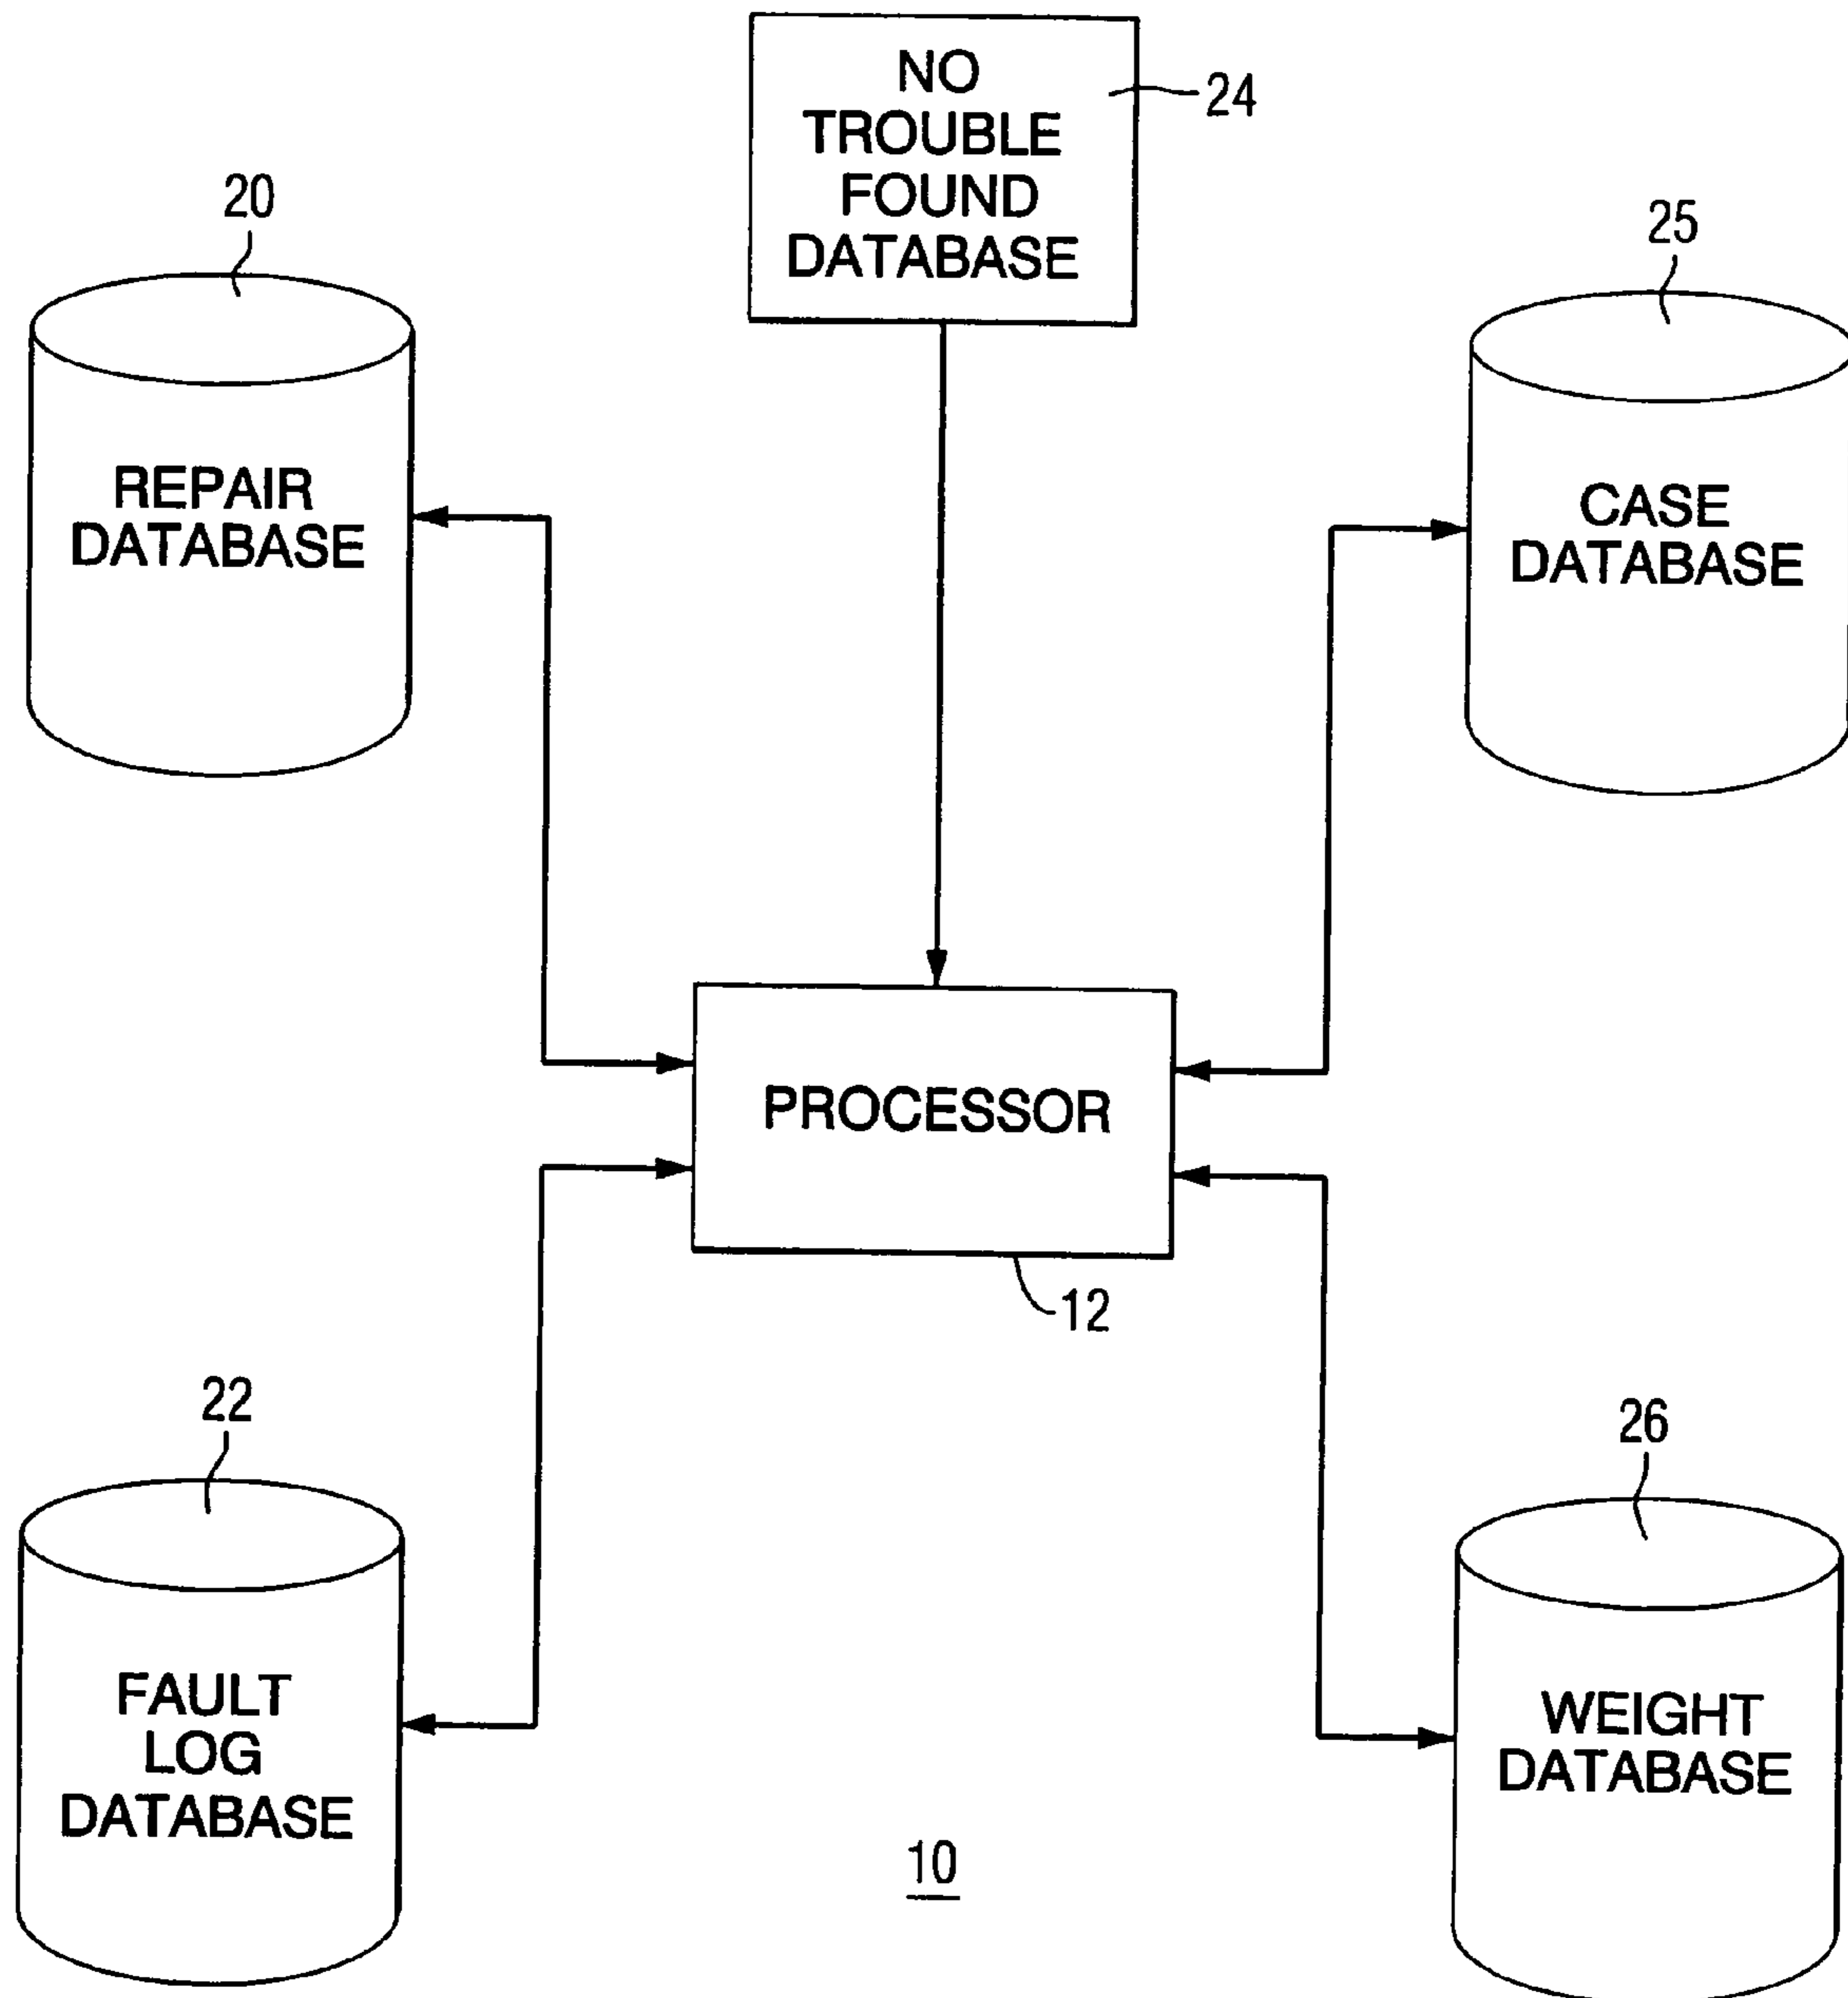 NO
TROUBLE
FOUND
DATABASE
24
20
25
REPAIR
DATABASE
CASE
DATABASE
PROCESSOR
12
22
26
FAULT
LOG
DATABASE
WEIGHT
DATABASE
10